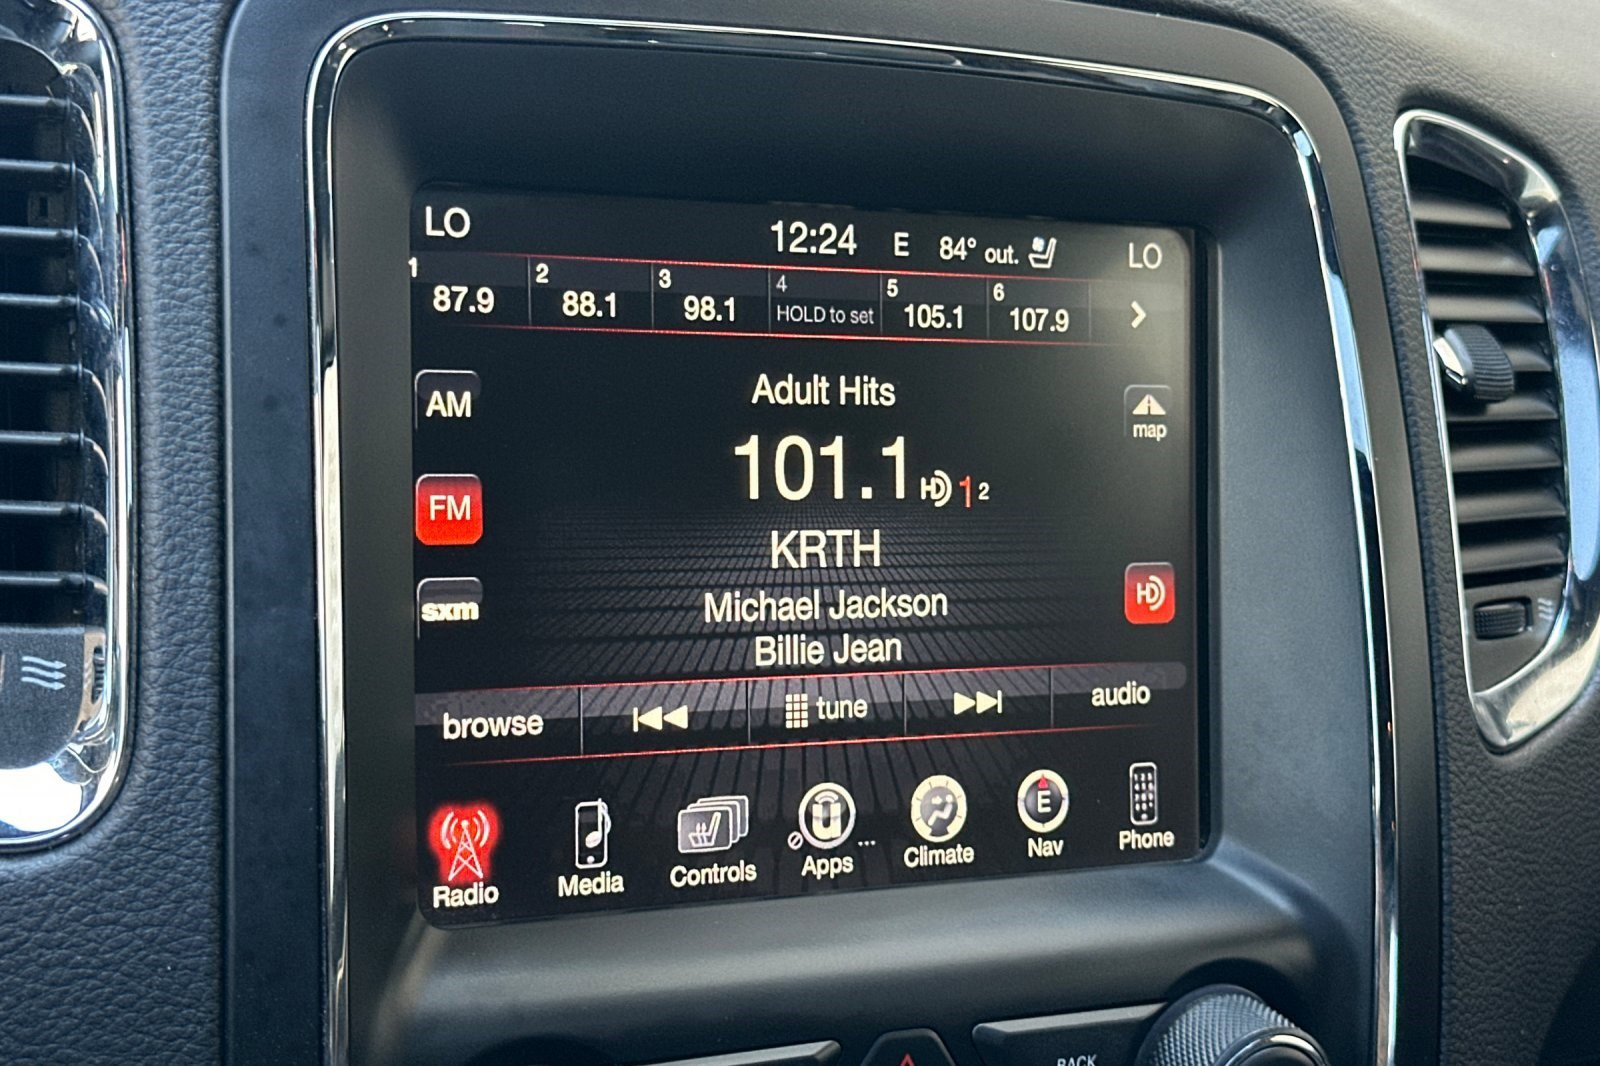 LO 12:24 E 84° out. LO
1 2 3 4 5 6
87.9 88.1 98.1 HOLD to set 105.1 107.9
Adult Hits
AM
map
101.1 HD 1 2
FM
KRTH
HD
sxm
Michael Jackson
Billie Jean
browse tune audio
E
Radio Media Controls Apps ... Climate Nav Phone
BACK